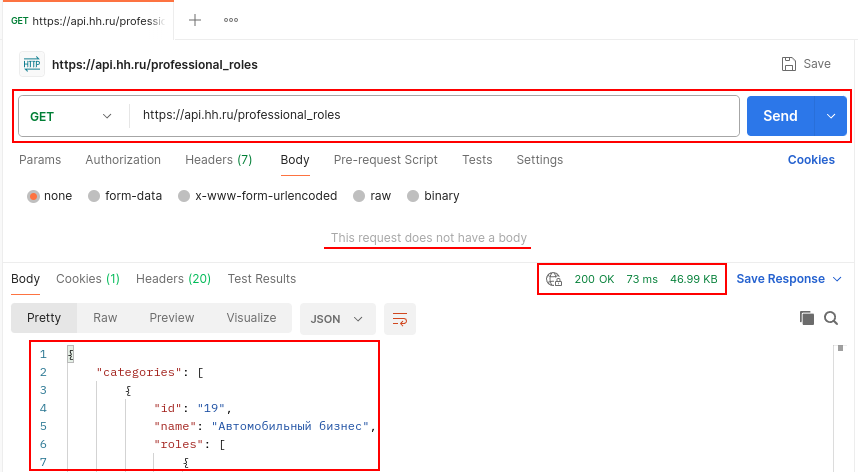 GET https://api.hh.ru/professi
https://api.hh.ru/professional_roles Save
GET https://api.hh.ru/professional_roles Send
Params Authorization Headers (7) Body Pre-request Script Tests Settings Cookies
none form-data x-www-form-urlencoded raw binary
This request does not have a body
Body Cookies (1) Headers (20) Test Results 200 OK 73 ms 46.99 KB Save Response
Pretty Raw Preview Visualize JSON
1 {
2 "categories": [
3 {
4 "id": "19",
5 "name": "Автомобильный бизнес",
6 "roles": [
7 {